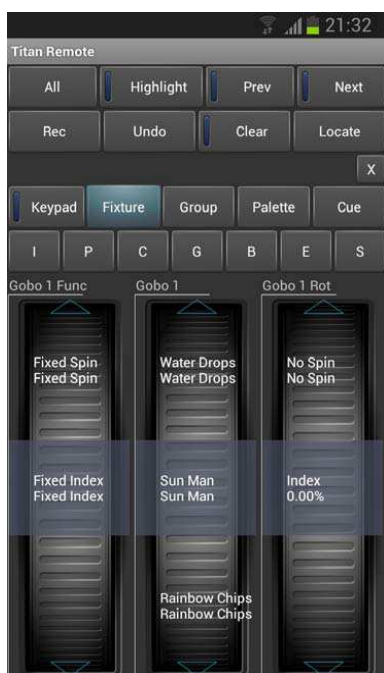 21:32
Titan Remote
All Highlight Prev Next
Rec Undo Clear Locate
X
Keypad Fixture Group Palette Cue
I P C G B E S
Gobo 1 Func Gobo 1 Gobo 1 Rot
Fixed Spin Water Drops No Spin
Fixed Spin Water Drops No Spin
Fixed Index Sun Man Index
Fixed Index Sun Man 0.00%
Rainbow Chips
Rainbow Chips